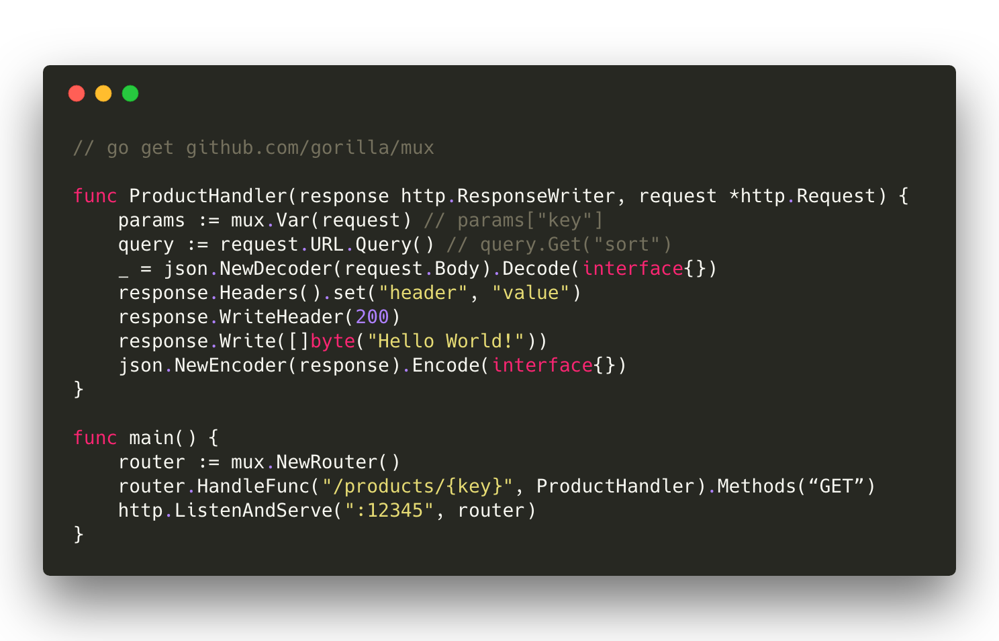 // go get github.com/gorilla/mux
func ProductHandler(response http.ResponseWriter, request *http.Request) {
params := mux.Var(request) // params["key"]
query := request.URL.Query() // query.Get("sort")
_ = json.NewDecoder(request.Body).Decode(interface{})
response.Headers().set("header", "value")
response.WriteHeader(200)
response.Write([]byte("Hello World!"))
json.NewEncoder(response).Encode(interface{})
}
func main() {
router := mux.NewRouter()
router.HandleFunc("/products/{key}", ProductHandler).Methods(“GET”)
http.ListenAndServe(":12345", router)
}